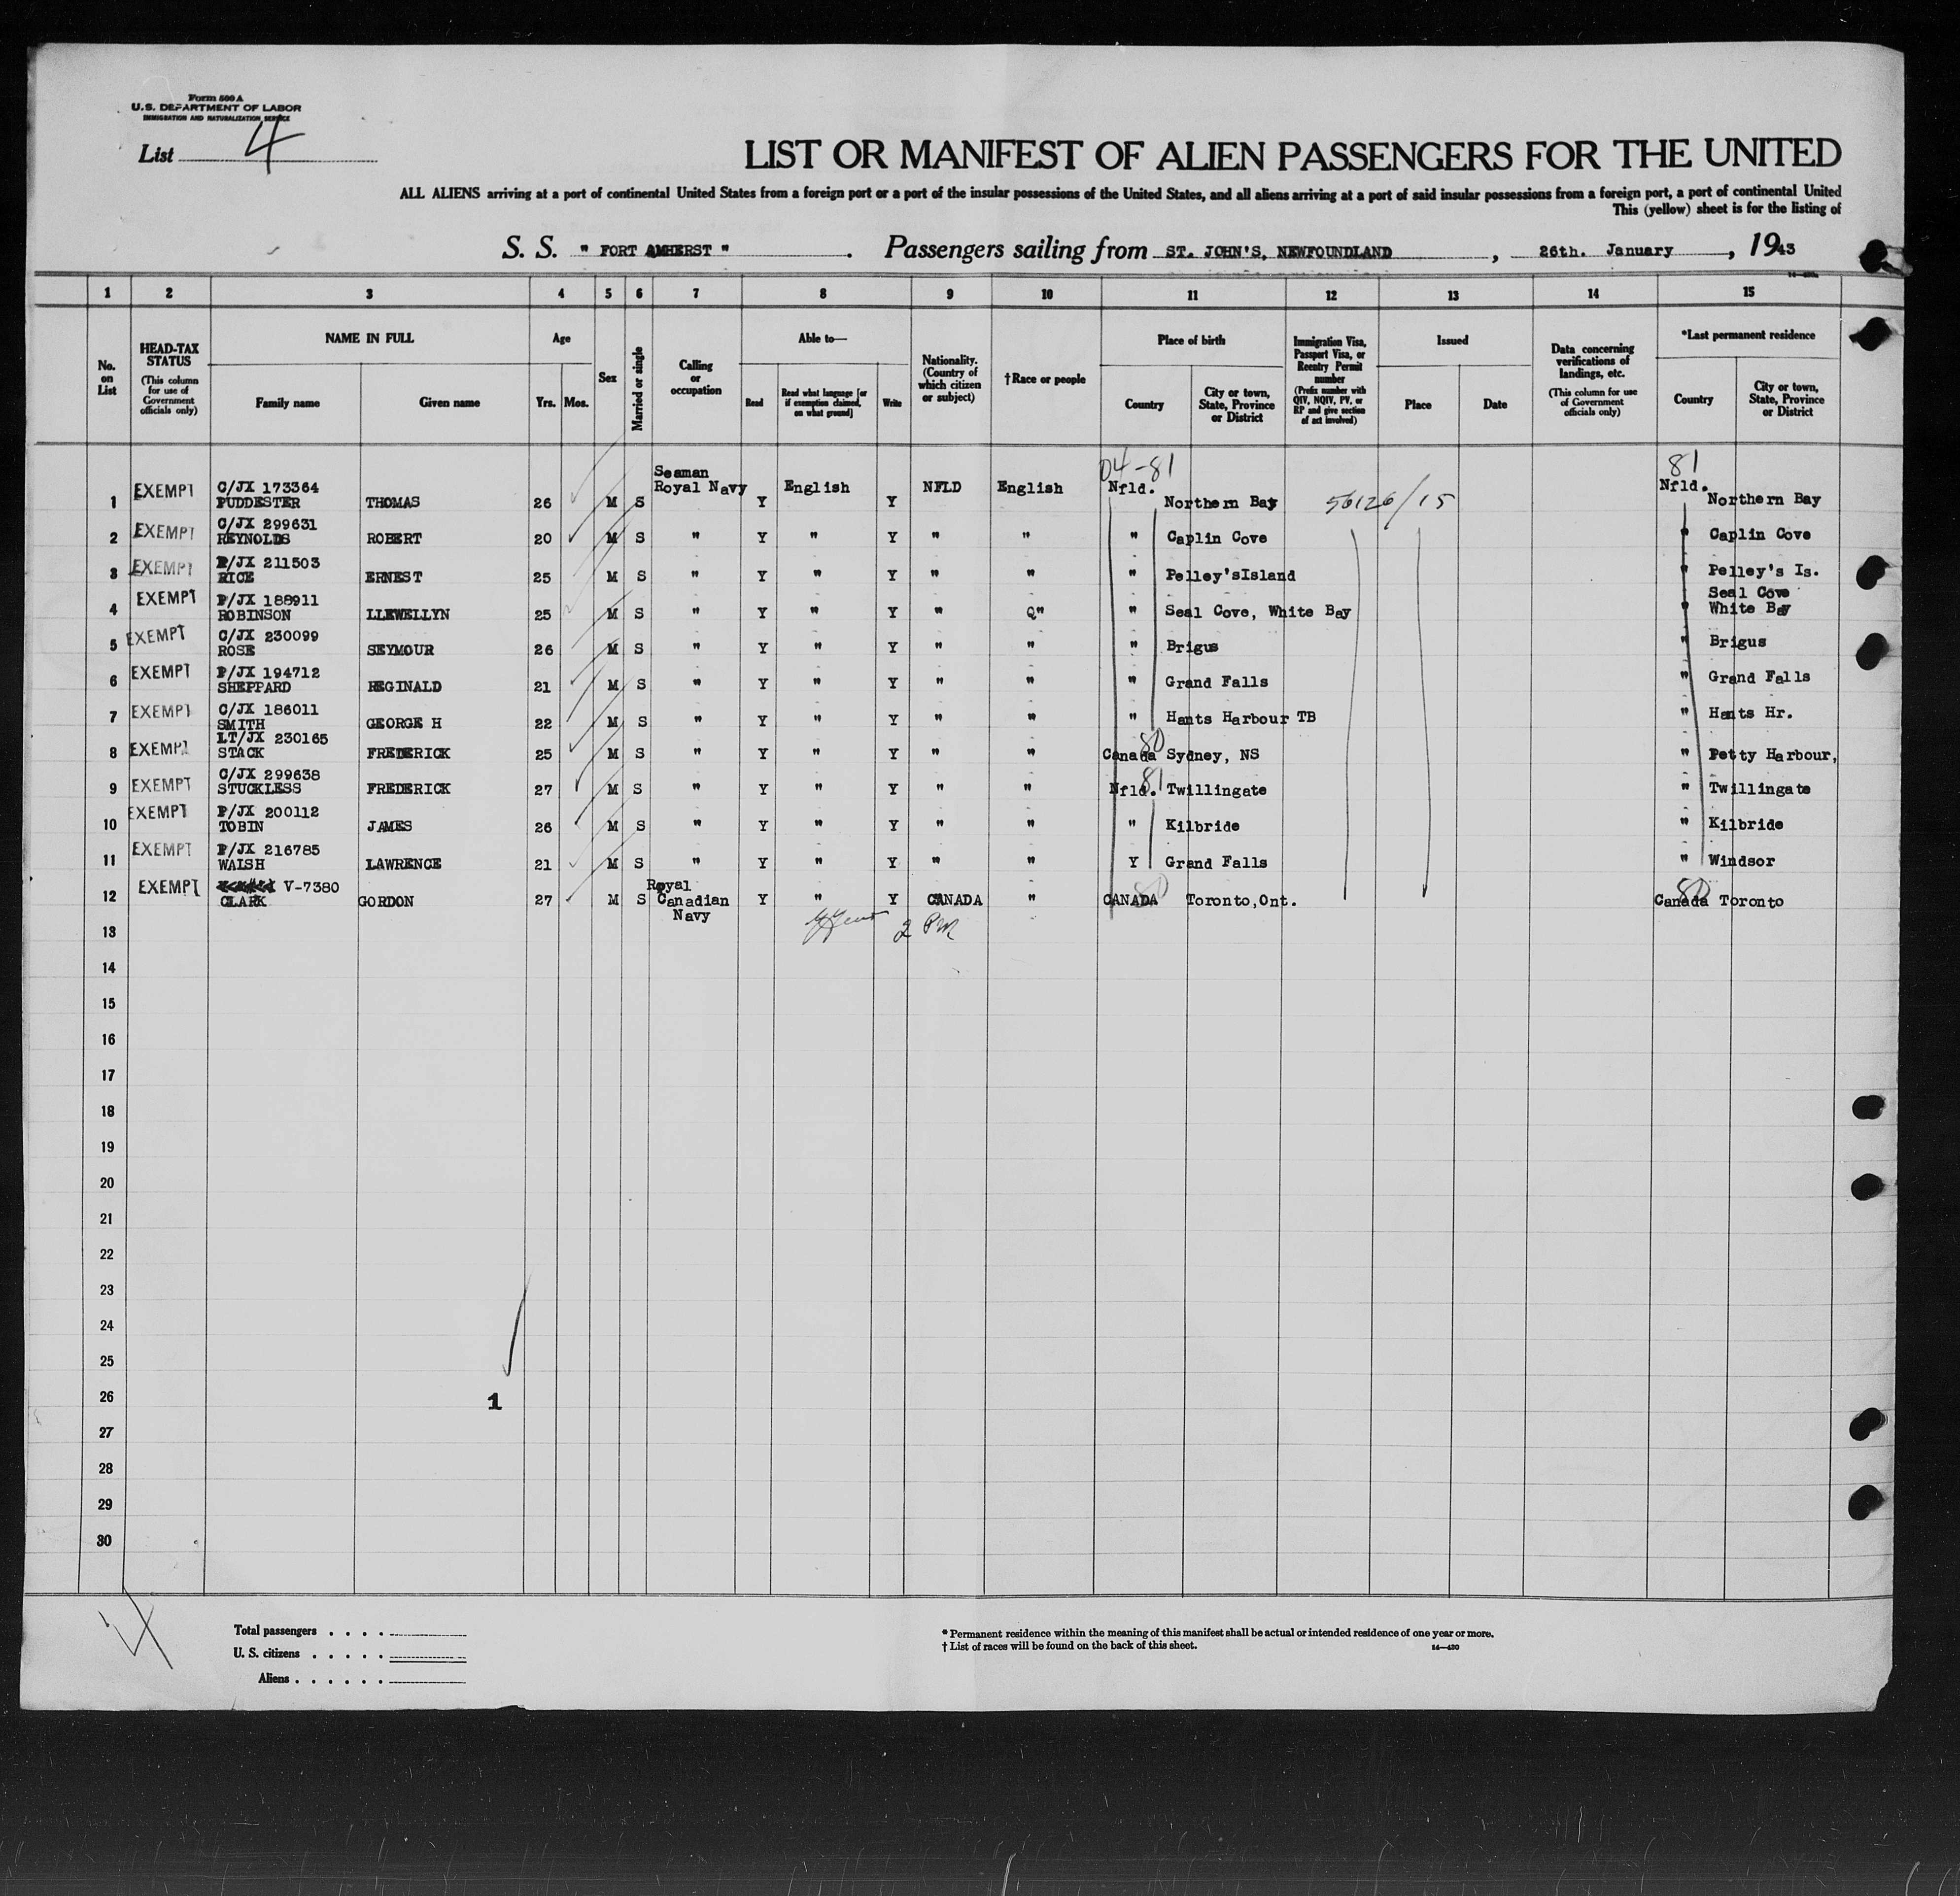 Form 500 A
U.S. DEPARTMENT OF LABOR
IMMIGRATION AND NATURALIZATION SERVICE
List 4
LIST OR MANIFEST OF ALIEN PASSENGERS FOR THE UNITED
ALL ALIENS arriving at a port of continental United States from a foreign port or a port of the insular possessions of the United States, and all aliens arriving at a port of said insular possessions from a foreign port, a port of continental United
This (yellow) sheet is for the listing of
S. S. " FORT AMHERST " . Passengers sailing from ST. JOHN'S, NEWFOUNDLAND , 26th. January , 1943
1 2 3 4 5 6 7 8 9 10 11 12 13 14 15
No. on List
HEAD-TAX STATUS (This column for use of Government officials only)
NAME IN FULL
Family name Given name
Age
Yrs. Mos.
Sex
Married or single
Calling or occupation
Able to—
Read
Read what language [or if exemption claimed, on what ground]
Write
Nationality. (Country of which citizen or subject)
†Race or people
Place of birth
Country
City or town, State, Province or District
Immigration Visa, Passport Visa, or Reentry Permit number (Prefix number with QIV, NQIV, PV, or RP and give section of act involved)
Issued
Place Date
Data concerning verifications of landings, etc. (This column for use of Government officials only)
*Last permanent residence
Country
City or town, State, Province or District
04-81 81
Seaman
EXEMPT C/JX 173364 Royal Navy English NFLD English Nfld. Nfld.
1 PUDDESTER THOMAS 26 M S Y Y Northern Bay 56126/15 Northern Bay
EXEMPT C/JX 299631
2 REYNOLDS ROBERT 20 M S " Y " Y " " " Caplin Cove " Caplin Cove
EXEMPT P/JX 211503
3 RICE ERNEST 25 M S " Y " Y " " " Pelley'sIsland " Pelley's Is.
EXEMPT P/JX 188911 Seal Cove
4 ROBINSON LLEWELLYN 25 M S " Y " Y " Q" " Seal Cove, White Bay " White Bay
EXEMPT C/JX 230099
5 ROSE SEYMOUR 26 M S " Y " Y " " " Brigus " Brigus
EXEMPT P/JX 194712
6 SHEPPARD REGINALD 21 M S " Y " Y " " " Grand Falls " Grand Falls
EXEMPT C/JX 186011
7 SMITH GEORGE H 22 M S " Y " Y " " " Hants Harbour TB " Hants Hr.
EXEMPT LT/JX 230165 80
8 STACK FREDERICK 25 M S " Y " Y " " Canada Sydney, NS " Petty Harbour,
EXEMPT C/JX 299638 81
9 STUCKLESS FREDERICK 27 M S " Y " Y " " Nfld. Twillingate " Twillingate
EXEMPT P/JX 200112
10 TOBIN JAMES 26 M S " Y " Y " " " Kilbride " Kilbride
EXEMPT P/JX 216785
11 WALSH LAWRENCE 21 M S " Y " Y " " Y Grand Falls " Windsor
EXEMPT V-7380 Royal 80 80
12 CLARK GORDON 27 M S Canadian Y " Y CANADA " CANADA Toronto,Ont. Canada Toronto
Navy
13 2 PM
14
15
16
17
18
19
20
21
22
23
24
25
26 1
27
28
29
30
4
Total passengers . . . .
U. S. citizens . . . . .
Aliens . . . . . .
* Permanent residence within the meaning of this manifest shall be actual or intended residence of one year or more.
† List of races will be found on the back of this sheet.
14—430